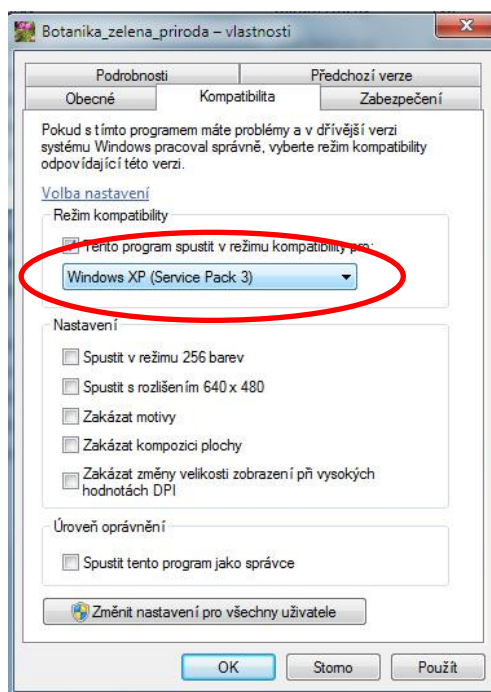 Botanika_zelena_priroda – vlastnosti
Podrobnosti
Předchozí verze
Obecné
Kompatibilita
Zabezpečení
Pokud s tímto programem máte problémy a v dřívější verzi
systému Windows pracoval správně, vyberte režim kompatibility
odpovídající této verzi.
Volba nastavení
Režim kompatibility
Tento program spustit v režimu kompatibility pro:
Windows XP (Service Pack 3)
Nastavení
Spustit v režimu 256 barev
Spustit s rozlišením 640 x 480
Zakázat motivy
Zakázat kompozici plochy
Zakázat změny velikosti zobrazení při vysokých
hodnotách DPI
Úroveň oprávnění
Spustit tento program jako správce
Změnit nastavení pro všechny uživatele
OK
Storno
Použít